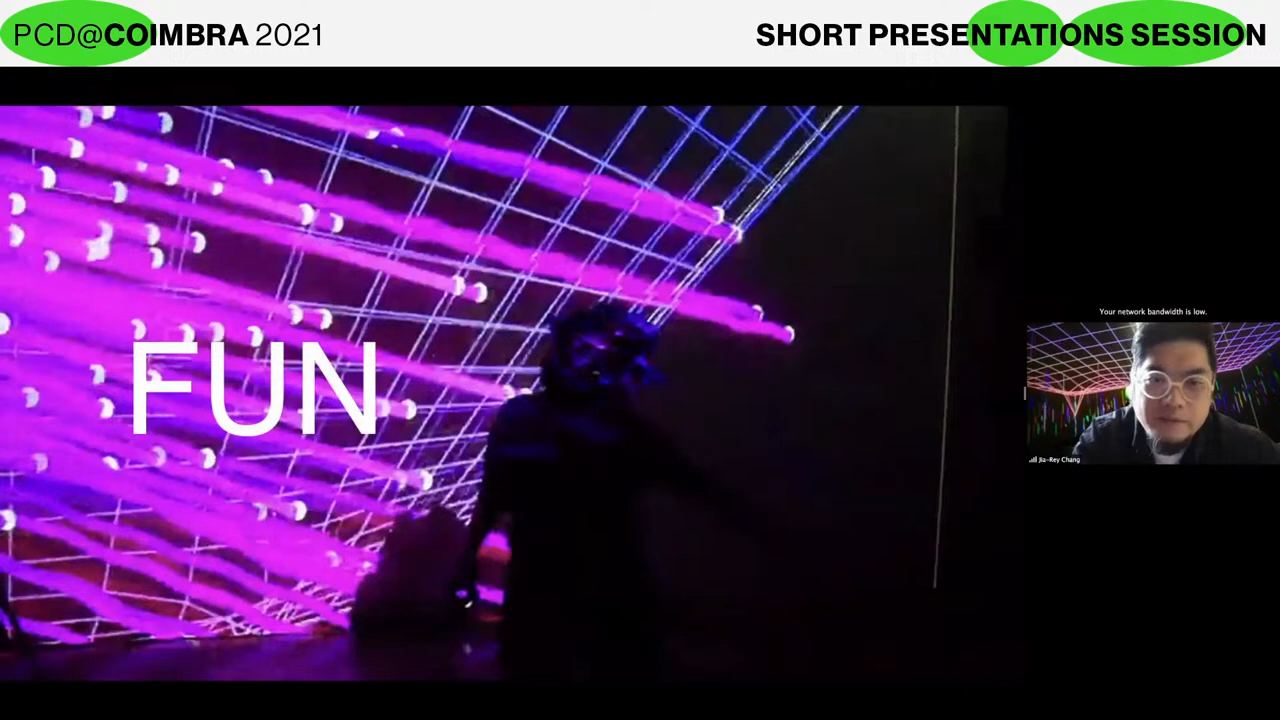 PCD@COIMBRA 2021
SHORT PRESENTATIONS SESSION
Your network bandwidth is low.
FUN
Jia-Rey Chang